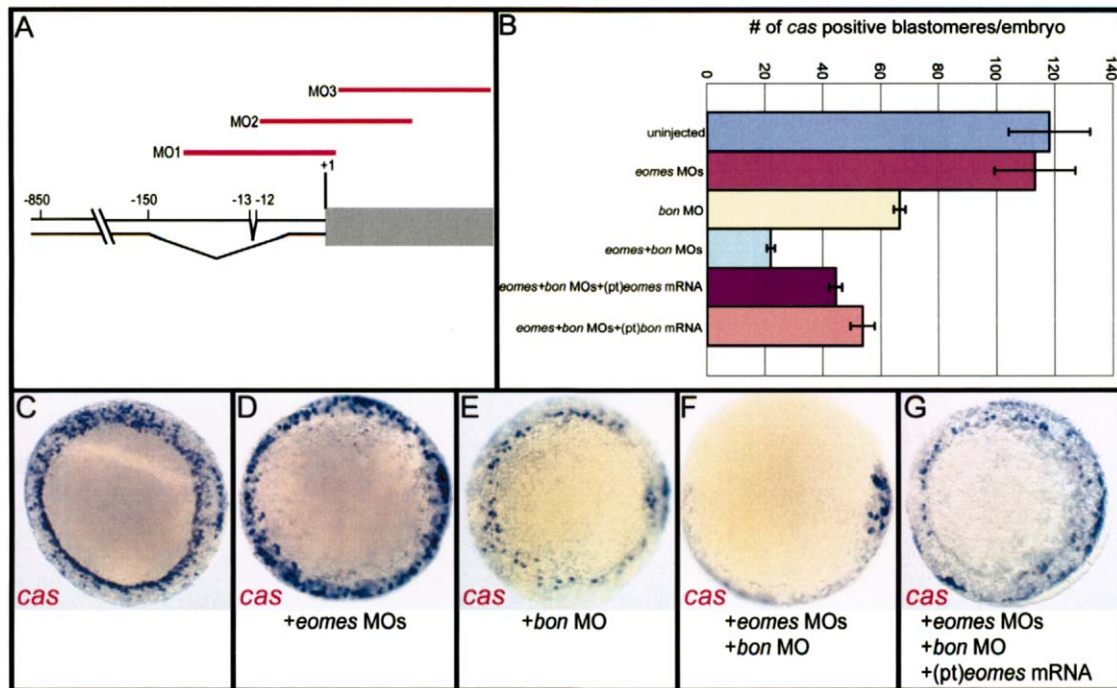 A
MO3
MO2
MO1
+1
-850
-150
-13
-12
B
# of cas positive blastomeres/embryo
0
20
40
60
80
100
120
140
uninjected
eomes MOs
bon MO
eomes+bon MOs
eomes+bon MOs+(pt)eomes mRNA
eomes+bon MOs+(pt)bon mRNA
C
cas
D
cas
+eomes MOs
E
cas
+bon MO
F
cas
+eomes MOs
+bon MO
G
cas
+eomes MOs
+bon MO
+(pt)eomes mRNA